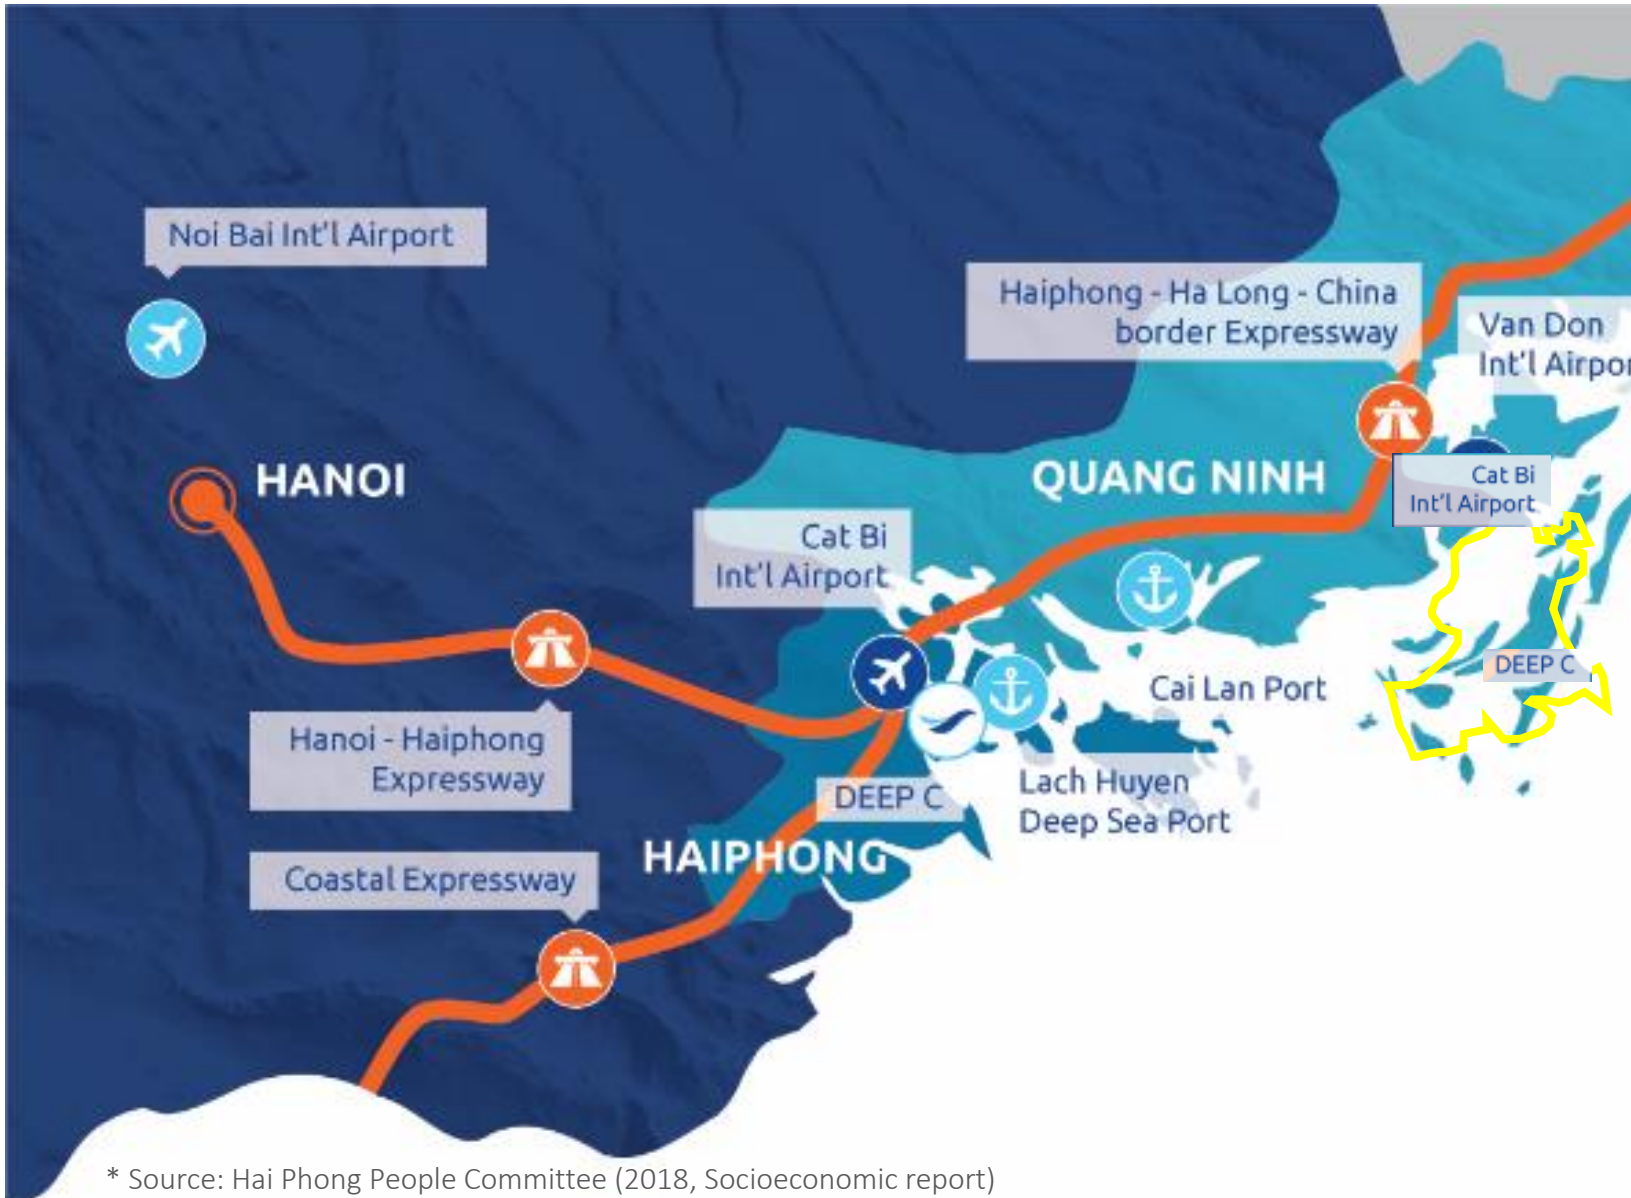 Noi Bai Int'l Airport
Haiphong - Ha Long - China
border Expressway
Van Don
Int'l Airpor
HANOI
QUANG NINH
Cat Bi
Int'l Airport
Cat Bi
Int'l Airport
DEEP C
Cai Lan Port
Hanoi - Haiphong
Expressway
DEEP C
Lach Huyen
Deep Sea Port
HAIPHONG
Coastal Expressway
* Source: Hai Phong People Committee (2018, Socioeconomic report)